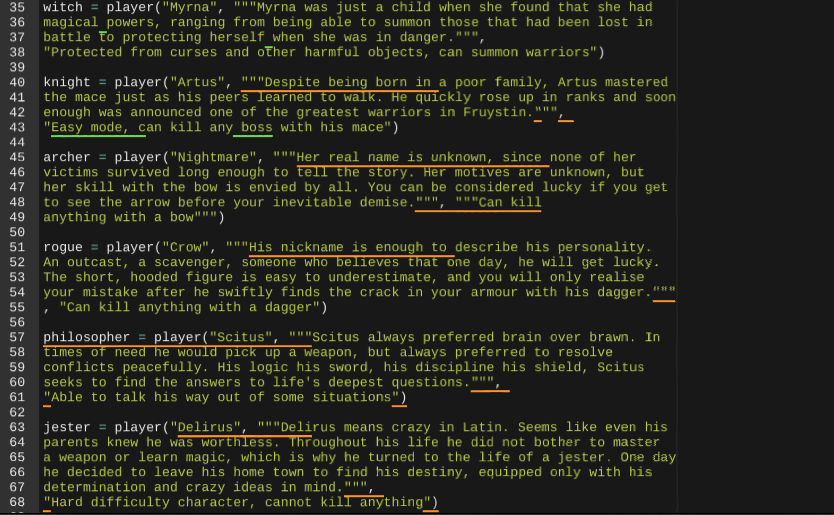 35 witch = player("Myrna", """Myrna was just a child when she found that she had
36 magical powers, ranging from being able to summon those that had been lost in
37 battle to protecting herself when she was in danger.""",
38 "Protected from curses and other harmful objects, can summon warriors")
39
40 knight = player("Artus", """Despite being born in a poor family, Artus mastered
41 the mace just as his peers learned to walk. He quickly rose up in ranks and soon
42 enough was announced one of the greatest warriors in Fruystin.""",
43 "Easy mode, can kill any boss with his mace")
44
45 archer = player("Nightmare", """Her real name is unknown, since none of her
46 victims survived long enough to tell the story. Her motives are unknown, but
47 her skill with the bow is envied by all. You can be considered lucky if you get
48 to see the arrow before your inevitable demise.""", """Can kill
49 anything with a bow""")
50
51 rogue = player("Crow", """His nickname is enough to describe his personality.
52 An outcast, a scavenger, someone who believes that one day, he will get lucky.
53 The short, hooded figure is easy to underestimate, and you will only realise
54 your mistake after he swiftly finds the crack in your armour with his dagger."""
55 , "Can kill anything with a dagger")
56
57 philosopher = player("Scitus", """Scitus always preferred brain over brawn. In
58 times of need he would pick up a weapon, but always preferred to resolve
59 conflicts peacefully. His logic his sword, his discipline his shield, Scitus
60 seeks to find the answers to life's deepest questions.""",
61 "Able to talk his way out of some situations")
62
63 jester = player("Delirus", """Delirus means crazy in Latin. Seems like even his
64 parents knew he was worthless. Throughout his life he did not bother to master
65 a weapon or learn magic, which is why he turned to the life of a jester. One day
66 he decided to leave his home town to find his destiny, equipped only with his
67 determination and crazy ideas in mind.""",
68 "Hard difficulty character, cannot kill anything")